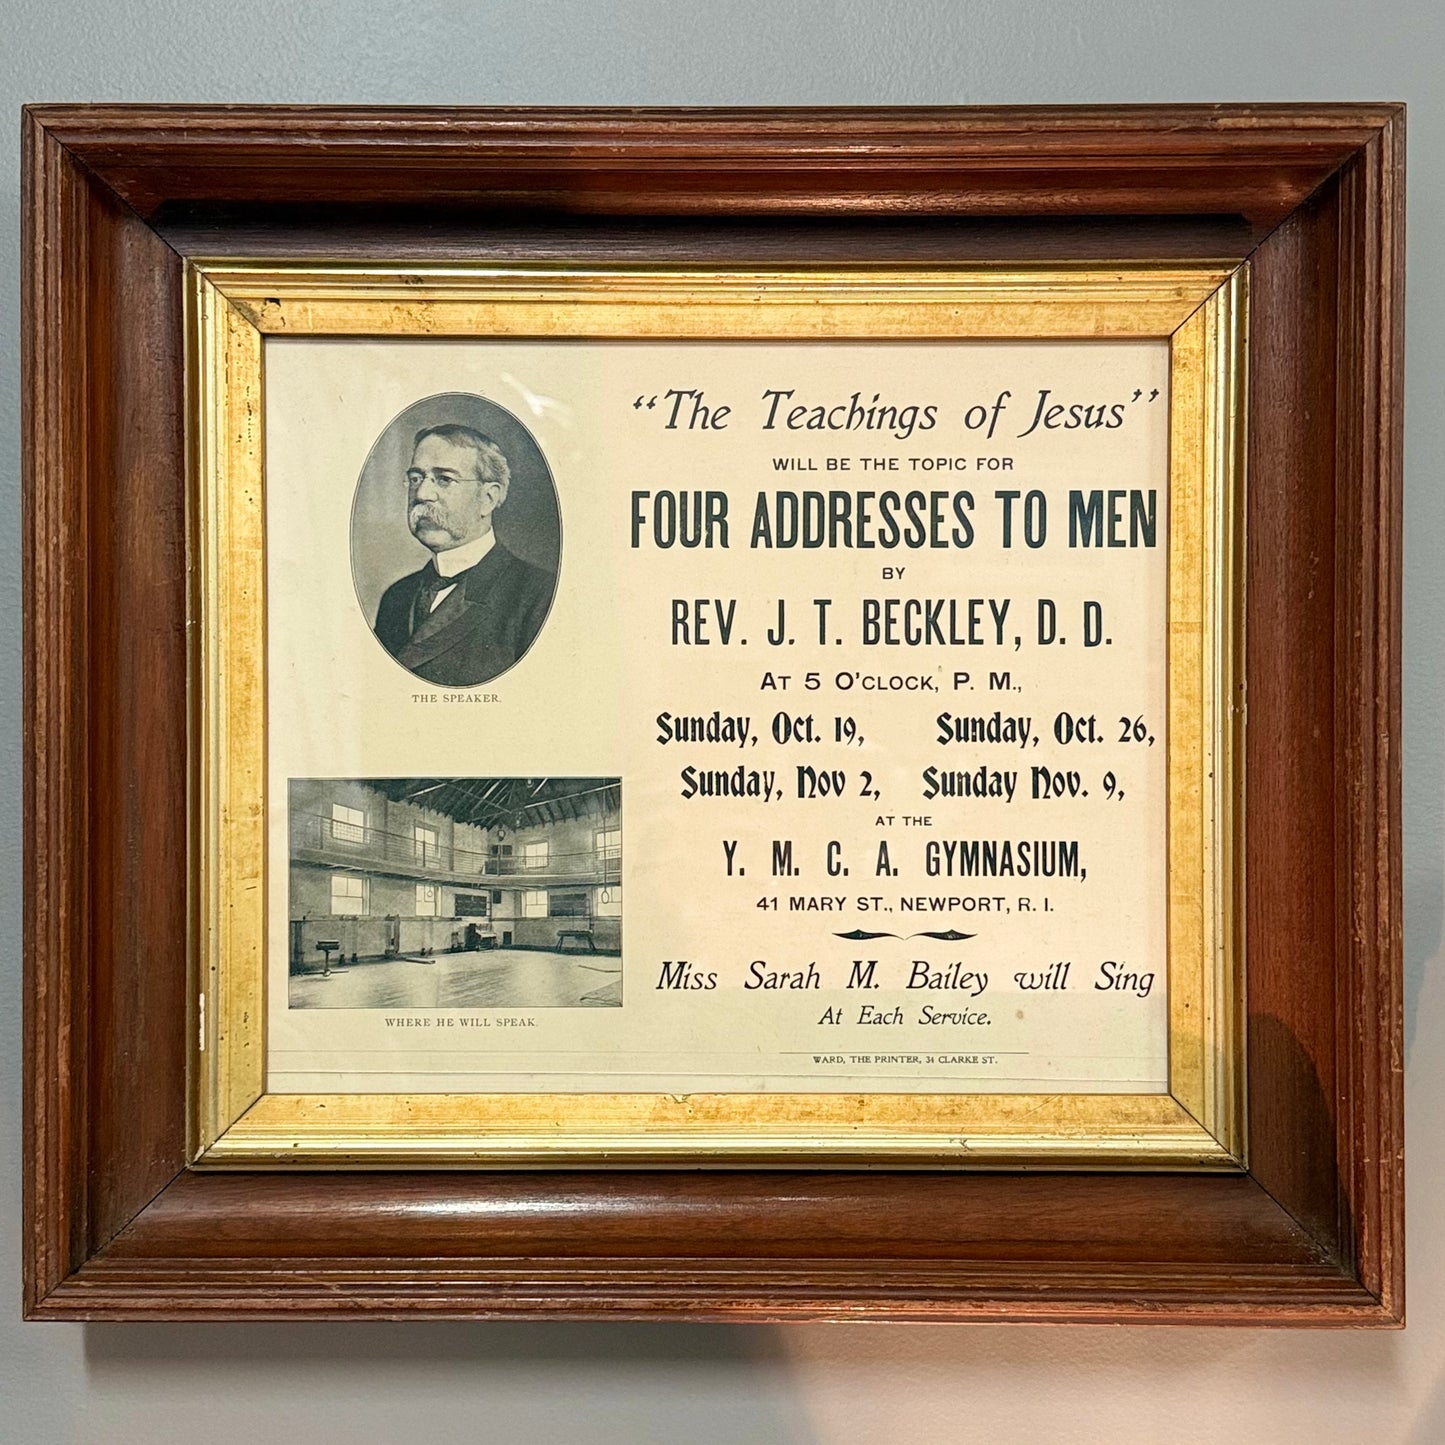 THE SPEAKER.
WHERE HE WILL SPEAK.
“The Teachings of Jesus”
WILL BE THE TOPIC FOR
FOUR ADDRESSES TO MEN
BY
REV. J. T. BECKLEY, D. D.
AT 5 O'CLOCK, P. M.,
Sunday, Oct. 19, Sunday, Oct. 26,
Sunday, Nov 2, Sunday Nov. 9,
AT THE
Y. M. C. A. GYMNASIUM,
41 MARY ST., NEWPORT, R. I.
Miss Sarah M. Bailey will Sing
At Each Service.
WARD, THE PRINTER, 34 CLARKE ST.